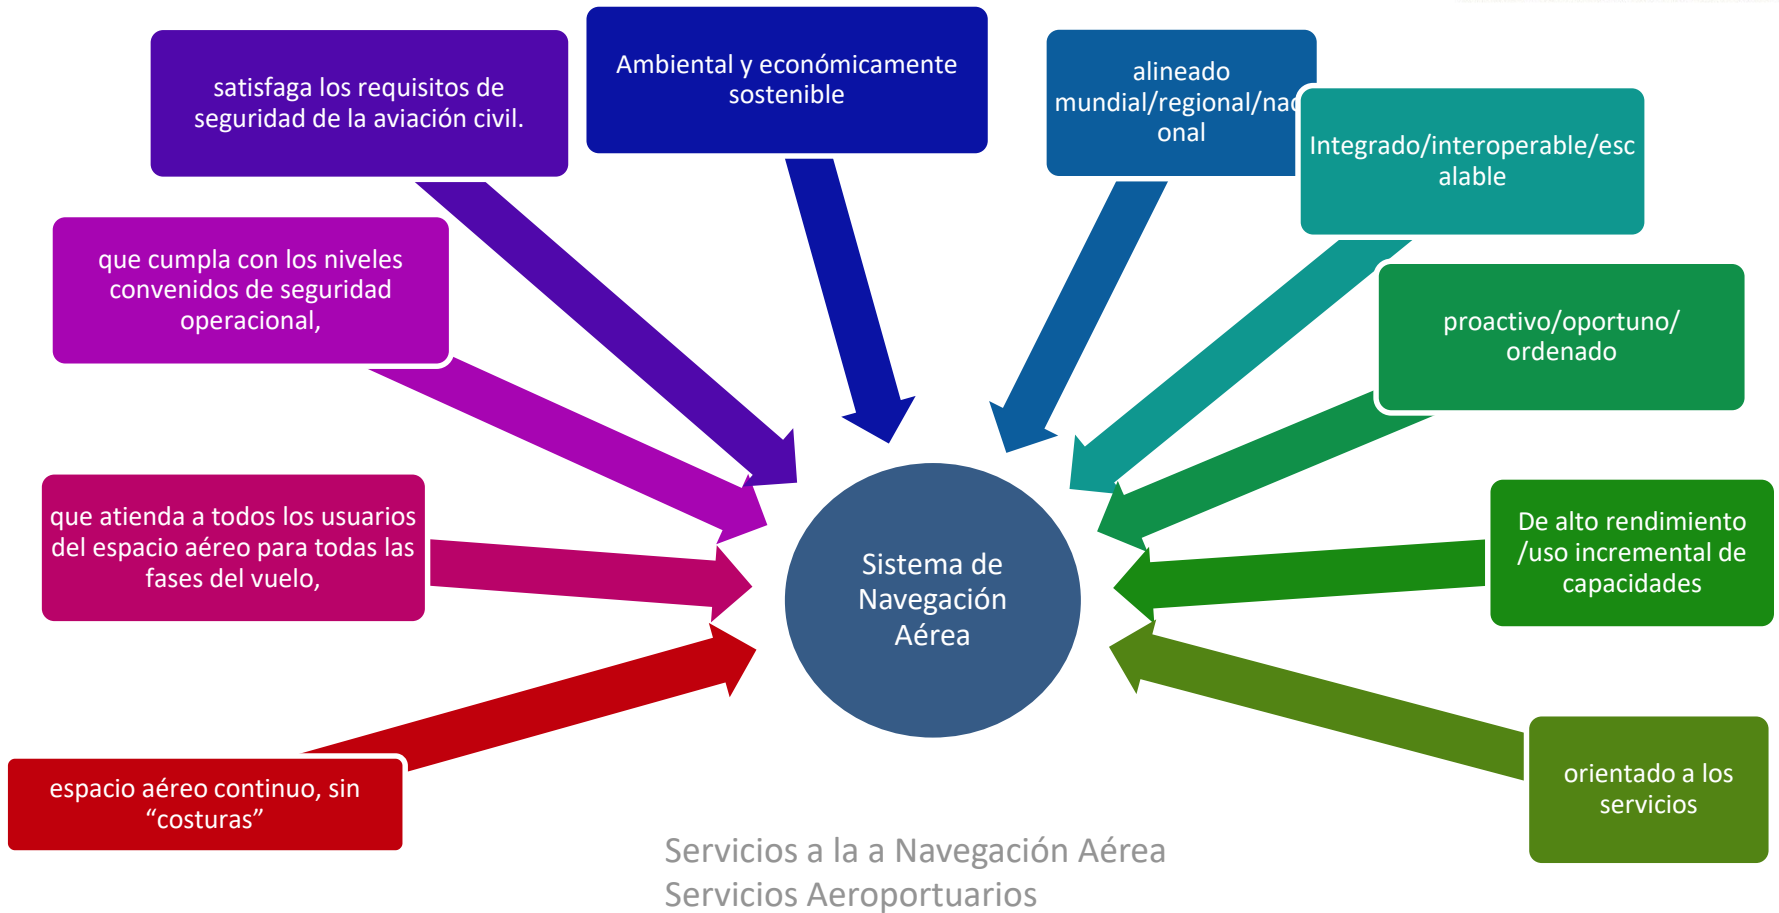 satisfaga los requisitos de
seguridad de la aviación civil.
Ambiental y económicamente
sostenible
alineado
mundial/regional/nac
onal
Integrado/interoperable/esc
alable
que cumpla con los niveles
convenidos de seguridad
operacional,
proactivo/oportuno/
ordenado
que atienda a todos los usuarios
del espacio aéreo para todas las
fases del vuelo,
De alto rendimiento
/uso incremental de
capacidades
Sistema de
Navegación
Aérea
espacio aéreo continuo, sin
“costuras”
orientado a los
servicios
Servicios a la a Navegación Aérea
Servicios Aeroportuarios